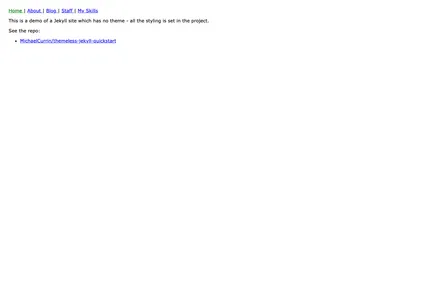 Home | About | Blog | Staff | My Skills
This is a demo of a Jekyll site which has no theme - all the styling is set in the project.
See the repo:
MichaelCurrin/themeless-jekyll-quickstart